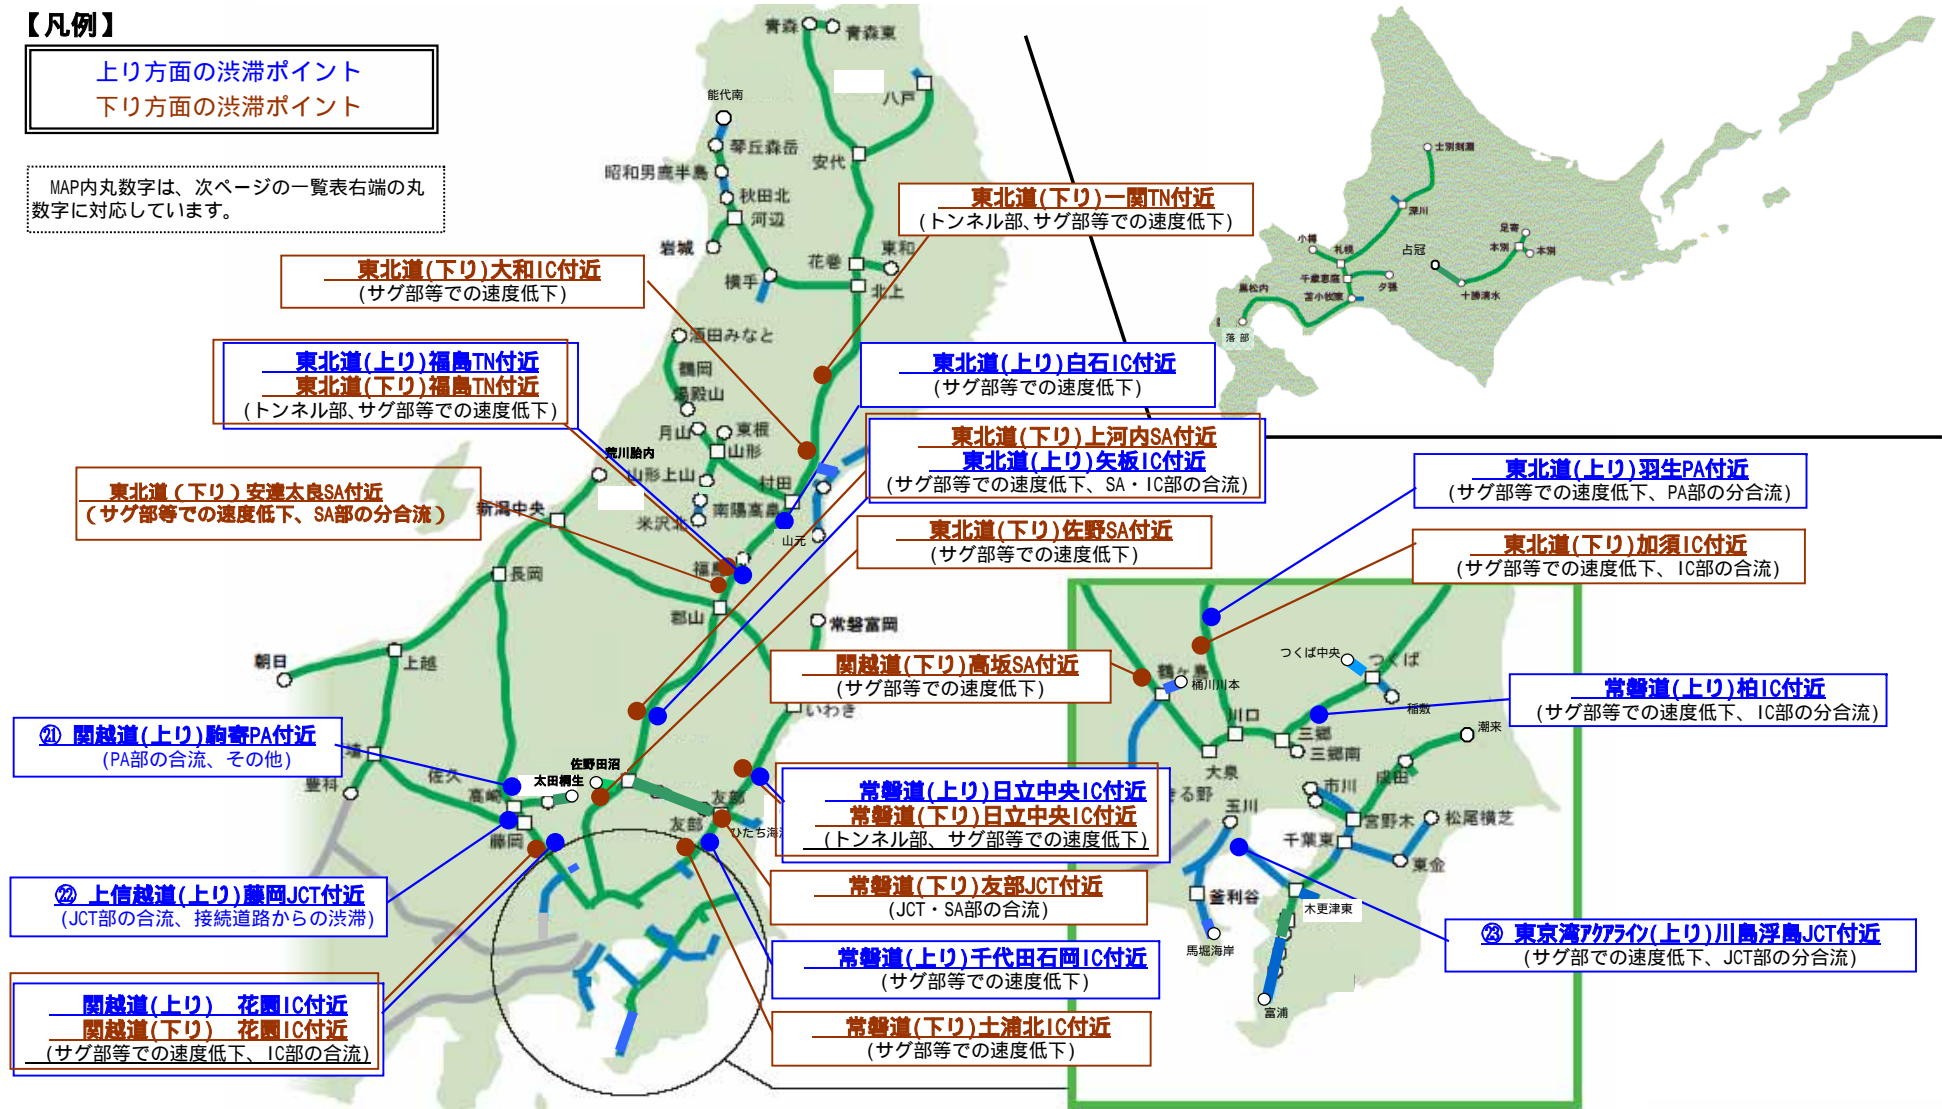 【凡例】
上り方面の渋滞ポイント
下り方面の渋滞ポイント
MAP内丸数字は、次ページの一覧表右端の丸
数字に対応しています。
青森
青森東
八戸
能代南
琴丘森岳
昭和男鹿半島
秋田北
河辺
岩城
安代
横手
花巻
東和
北上
東北道(下り)一関TN付近
(トンネル部、サグ部等での速度低下)
東北道(下り)大和IC付近
(サグ部等での速度低下)
酒田みなと
鶴岡
湯殿山
月山
東根
山形
山形上山
村田
南陽高畠
米沢北
山元
荒川胎内
新潟中央
東北道(上り)福島TN付近
東北道(下り)福島TN付近
(トンネル部、サグ部等での速度低下)
東北道(上り)白石IC付近
(サグ部等での速度低下)
東北道(下り)上河内SA付近
東北道(上り)矢板IC付近
(サグ部等での速度低下、SA・IC部の合流)
東北道（下り）安達太良SA付近
（サグ部等での速度低下、SA部の分合流）
東北道(下り)佐野SA付近
(サグ部等での速度低下)
東北道(上り)羽生PA付近
(サグ部等での速度低下、PA部の分合流)
東北道(下り)加須IC付近
(サグ部等での速度低下、IC部の合流)
福島
長岡
郡山
常磐富岡
上越
朝日
いわき
関越道(下り)高坂SA付近
(サグ部等での速度低下)
常磐道(上り)柏IC付近
(サグ部等での速度低下、IC部の分合流)
㉑ 関越道(上り)駒寄PA付近
(PA部の合流、その他)
豊科
佐久
高崎
太田桐生
佐野田沼
藤岡
友部
友部
常磐道(上り)日立中央IC付近
常磐道(下り)日立中央IC付近
(トンネル部、サグ部等での速度低下)
常磐道(下り)友部JCT付近
(JCT・SA部の合流)
㉒ 上信越道(上り)藤岡JCT付近
(JCT部の合流、接続道路からの渋滞)
常磐道(上り)千代田石岡IC付近
(サグ部等での速度低下)
関越道(上り)　花園IC付近
関越道(下り)　花園IC付近
(サグ部等での速度低下、IC部の合流)
常磐道(下り)土浦北IC付近
(サグ部等での速度低下)
㉓ 東京湾ｱｸｱﾗｲﾝ(上り)川島浮島JCT付近
(サグ部での速度低下、JCT部の分合流)
士別剣淵
深川
小樽
札幌
千歳恵庭
苫小牧東
夕張
占冠
足寄
本別
本別
十勝清水
黒松内
落部
鶴ヶ島
桶川川本
つくば中央
つくば
稲敷
川口
三郷
三郷南
大泉
潮来
成田
市川
玉川
宮野木
松尾横芝
千葉東
東金
釜利谷
木更津東
馬堀海岸
富浦